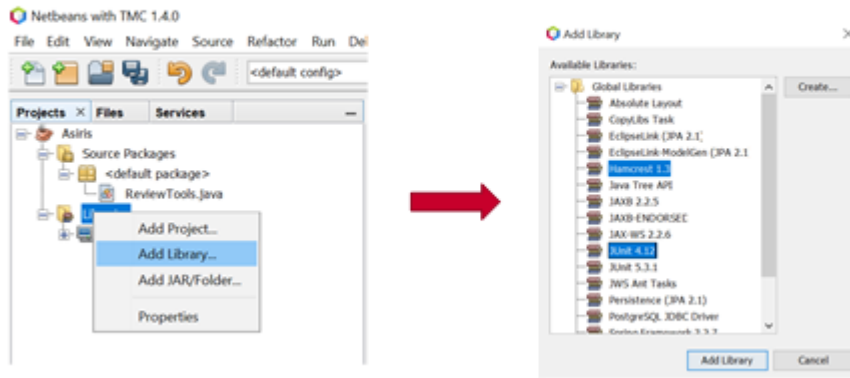 Netbeans with TMC 1.4.0
File Edit View Navigate Source Refactor Run De
<default config>
Projects × Files Services
Asiris
Source Packages
<default package>
ReviewTools.java
Add Project...
Add Library...
Add JAR/Folder...
Properties
Add Library
Available Libraries:
Global Libraries
Create...
Absolute Layout
CopyLibs Task
EclipseLink (JPA 2.1)
EclipseLink-ModelGen (JPA 2.1
Hamcrest 1.3
Java Tree API
JAXB 2.2.5
JAXB-ENDORSED
JAX-WS 2.2.6
JUnit 4.12
JUnit 5.3.1
JWS Ant Tasks
Persistence (JPA 2.1)
PostgreSQL JDBC Driver
Spring Framework
Add Library Cancel